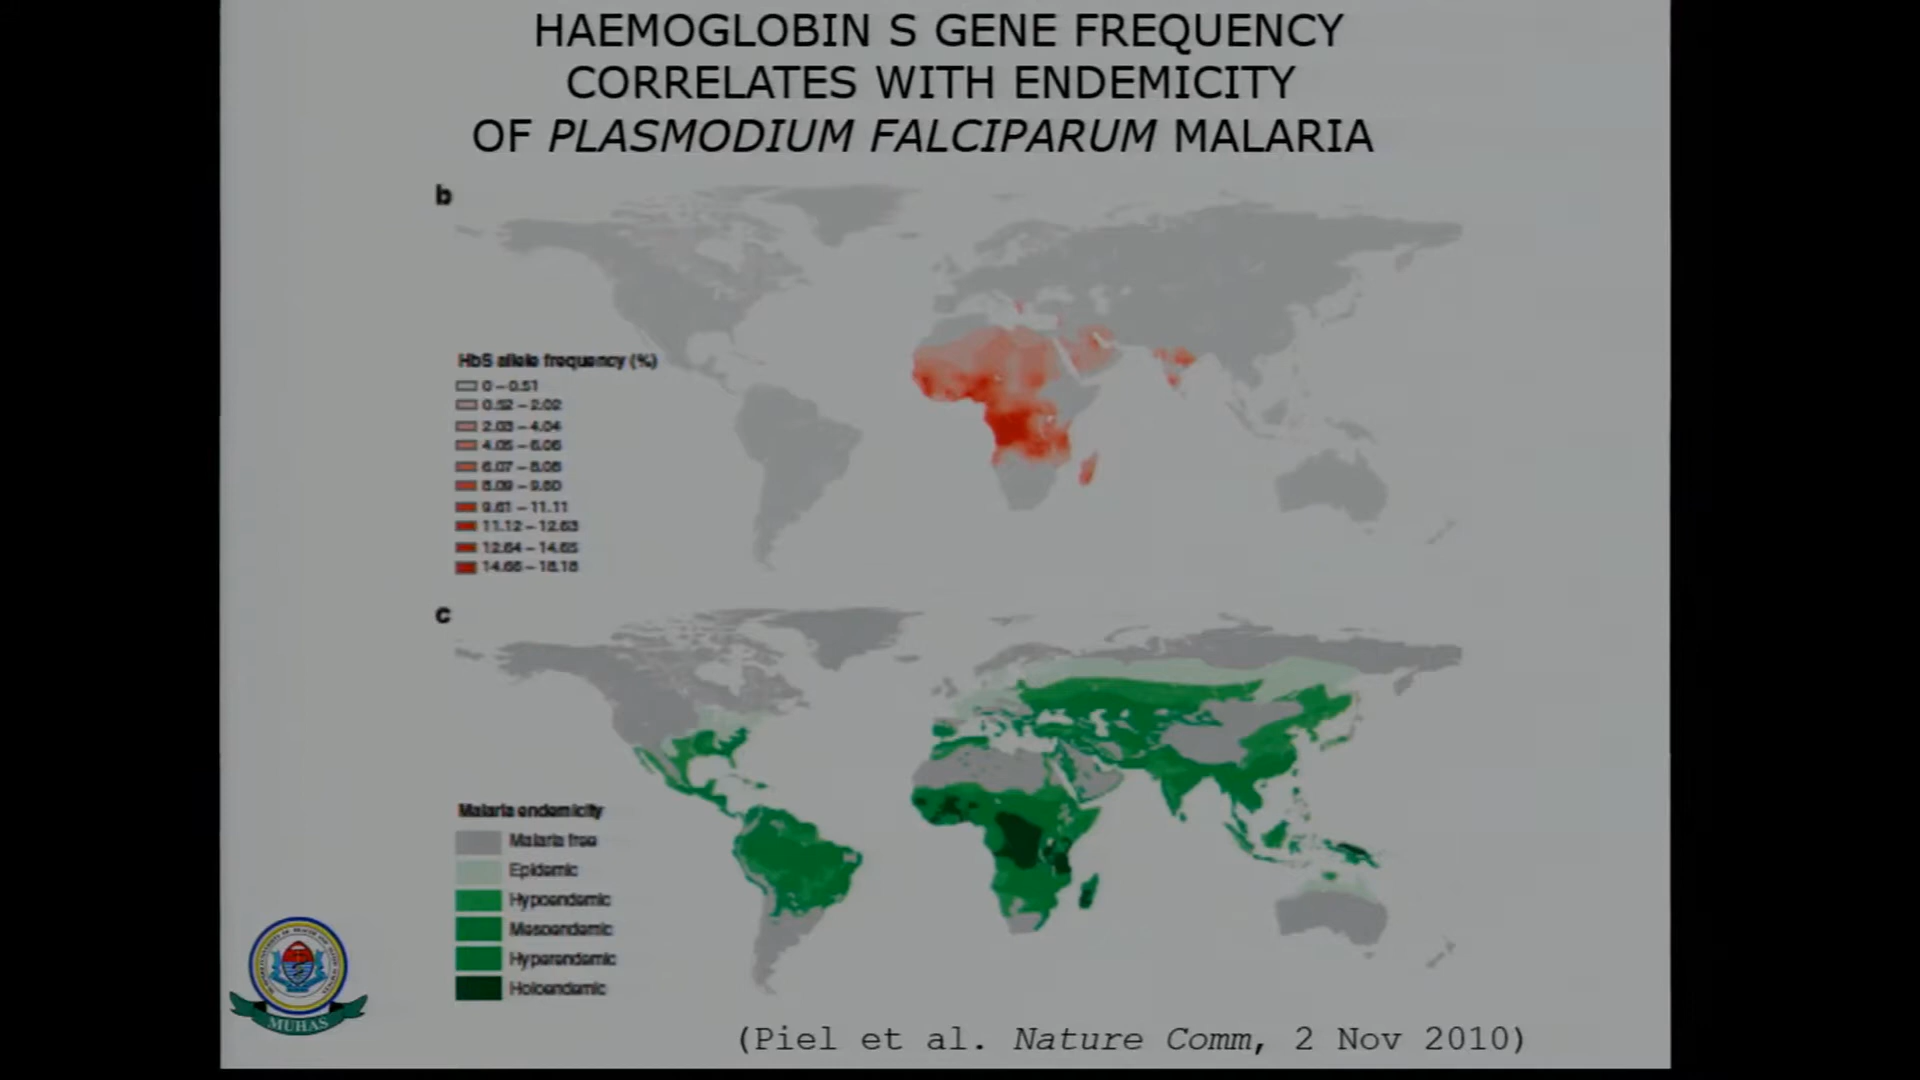 HAEMOGLOBIN S GENE FREQUENCY
CORRELATES WITH ENDEMICITY
OF PLASMODIUM FALCIPARUM MALARIA
b
HbS allele frequency (%)
0 – 0.51
0.52 – 2.02
2.03 – 4.04
4.05 – 6.06
6.07 – 8.08
8.09 – 9.60
9.61 – 11.11
11.12 – 12.63
12.64 – 14.65
14.66 – 18.18
c
Malaria endemicity
Malaria free
Epidemic
Hypoendemic
Mesoendemic
Hyperendemic
Holoendemic
MUHAS
(Piel et al. Nature Comm, 2 Nov 2010)